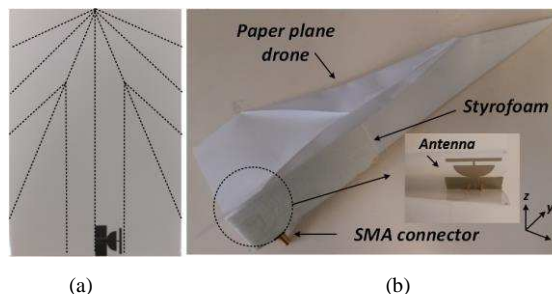 Paper plane
drone
Styrofoam
Antenna
SMA connector
z
y
(a)
(b)